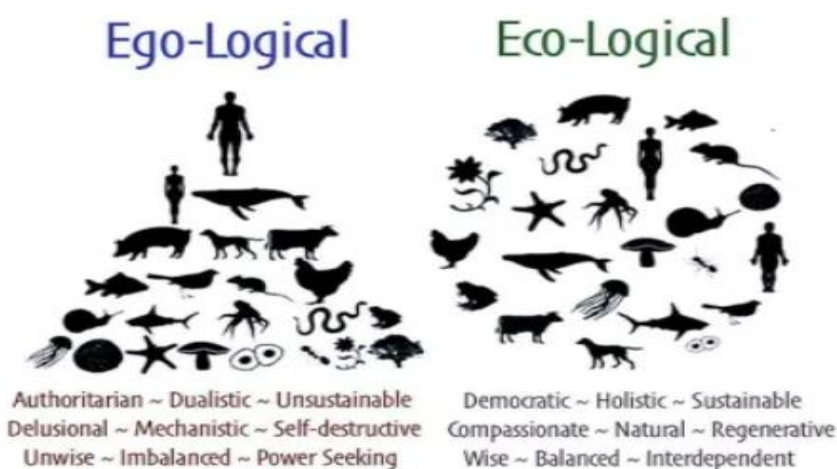 Ego-Logical
Authoritarian ~ Dualistic ~ Unsustainable
Delusional ~ Mechanistic ~ Self-destructive
Unwise ~ Imbalanced ~ Power Seeking
Eco-Logical
Democratic ~ Holistic ~ Sustainable
Compassionate ~ Natural ~ Regenerative
Wise ~ Balanced ~ Interdependent